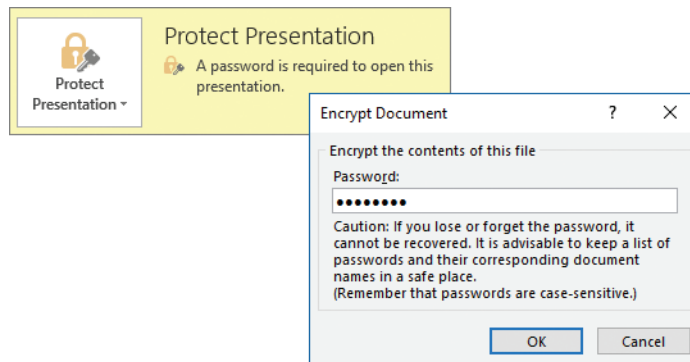 Protect Presentation
A password is required to open this
presentation.
Protect
Presentation
Encrypt Document
Encrypt the contents of this file
Password:
Caution: If you lose or forget the password, it
cannot be recovered. It is advisable to keep a list of
passwords and their corresponding document
names in a safe place.
(Remember that passwords are case-sensitive.)
OK Cancel